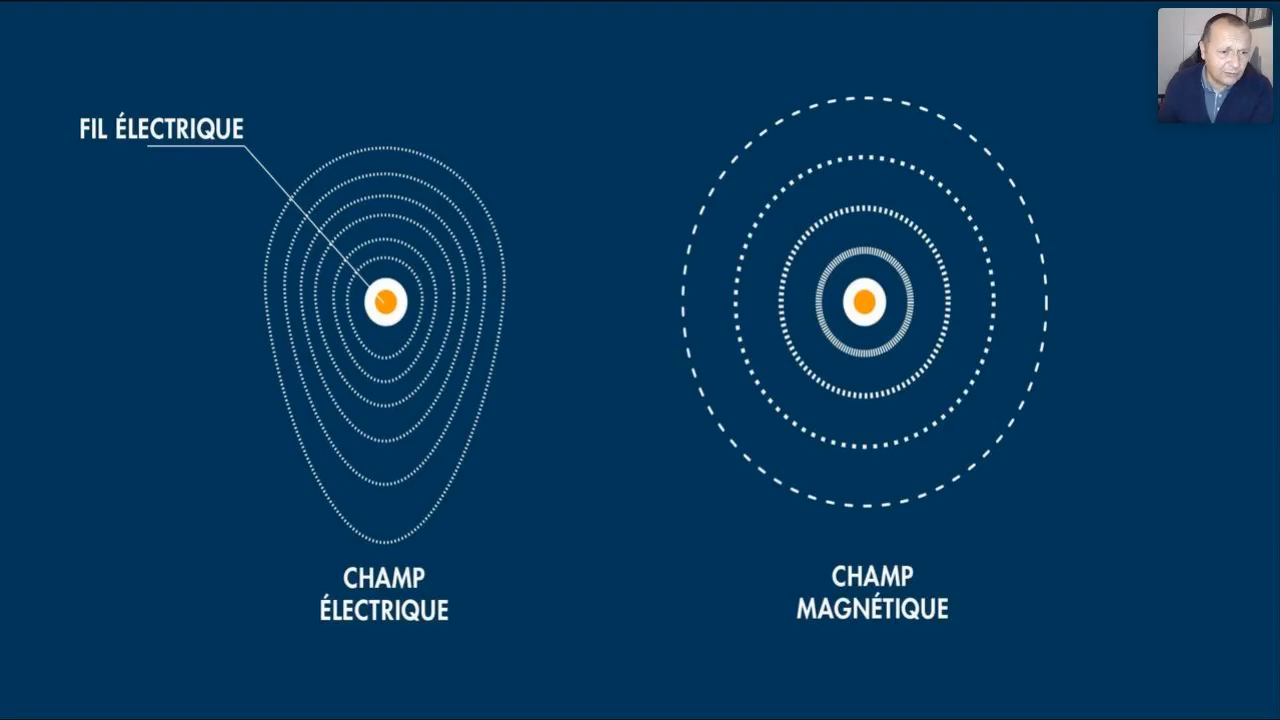 FIL ÉLECTRIQUE
CHAMP
ÉLECTRIQUE
CHAMP
MAGNÉTIQUE